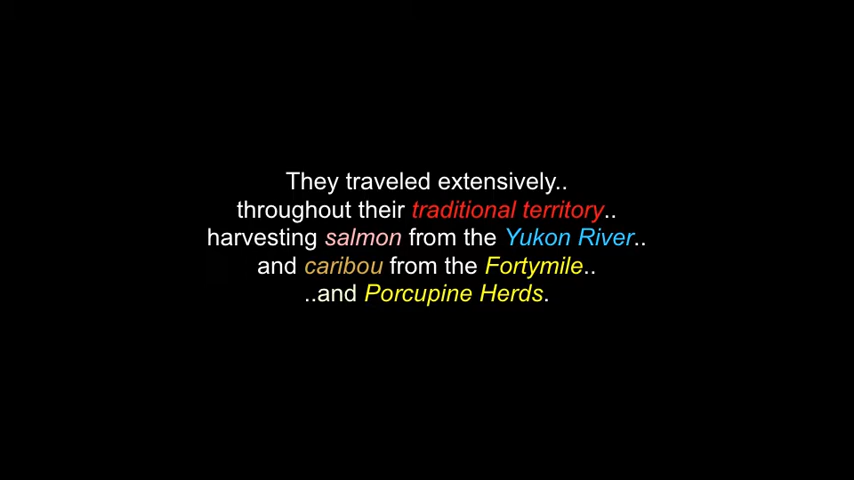 They traveled extensively..
throughout their traditional territory..
harvesting salmon from the Yukon River..
and caribou from the Fortymile..
..and Porcupine Herds.